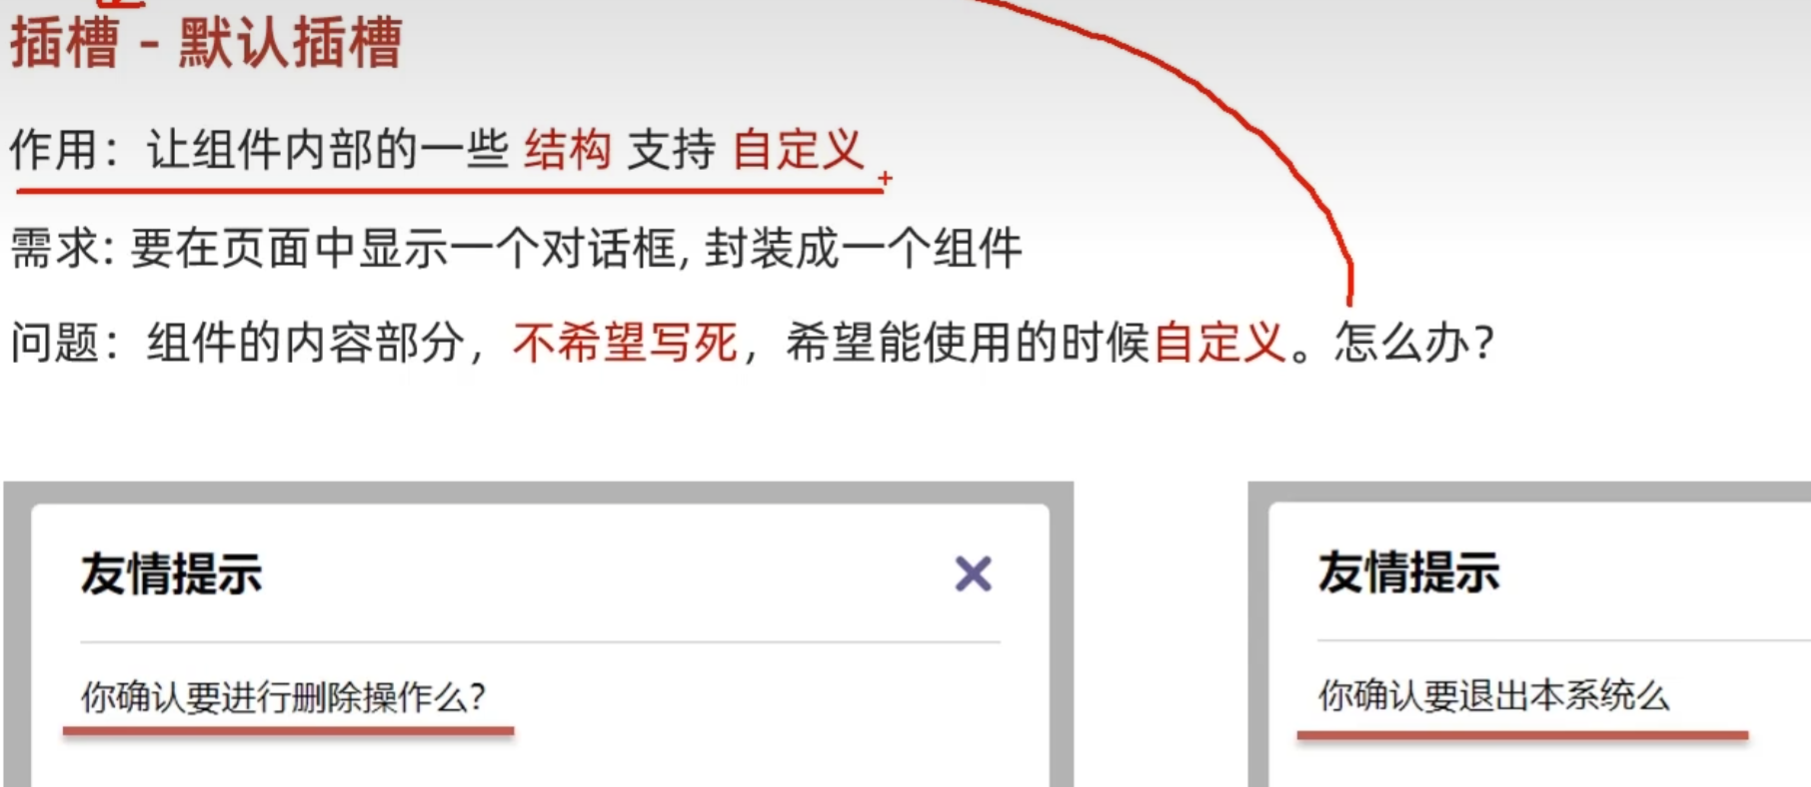 插槽 - 默认插槽
作用：让组件内部的一些 结构 支持 自定义
需求: 要在页面中显示一个对话框, 封装成一个组件
问题：组件的内容部分，不希望写死，希望能使用的时候自定义。怎么办?
友情提示
你确认要进行删除操作么?
友情提示
你确认要退出本系统么